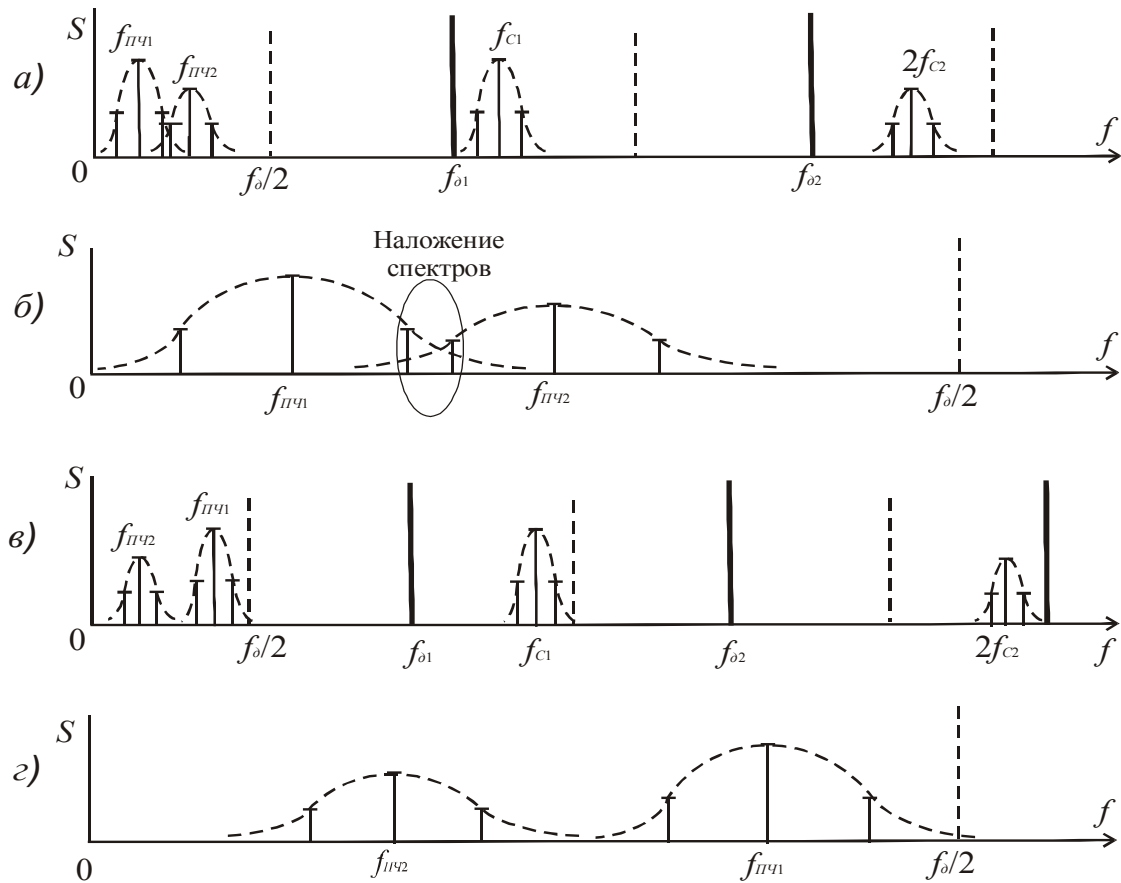 а)
S
fПЧ1
fПЧ2
fC1
2fC2
f
0
fд/2
fд1
fд2
б)
S
Наложение
спектров
0
fПЧ1
fПЧ2
fд/2
в)
S
fПЧ2
fПЧ1
0
fд/2
fд1
fC1
fд2
2fC2
f
г)
S
f
0
fПЧ2
fПЧ1
fд/2